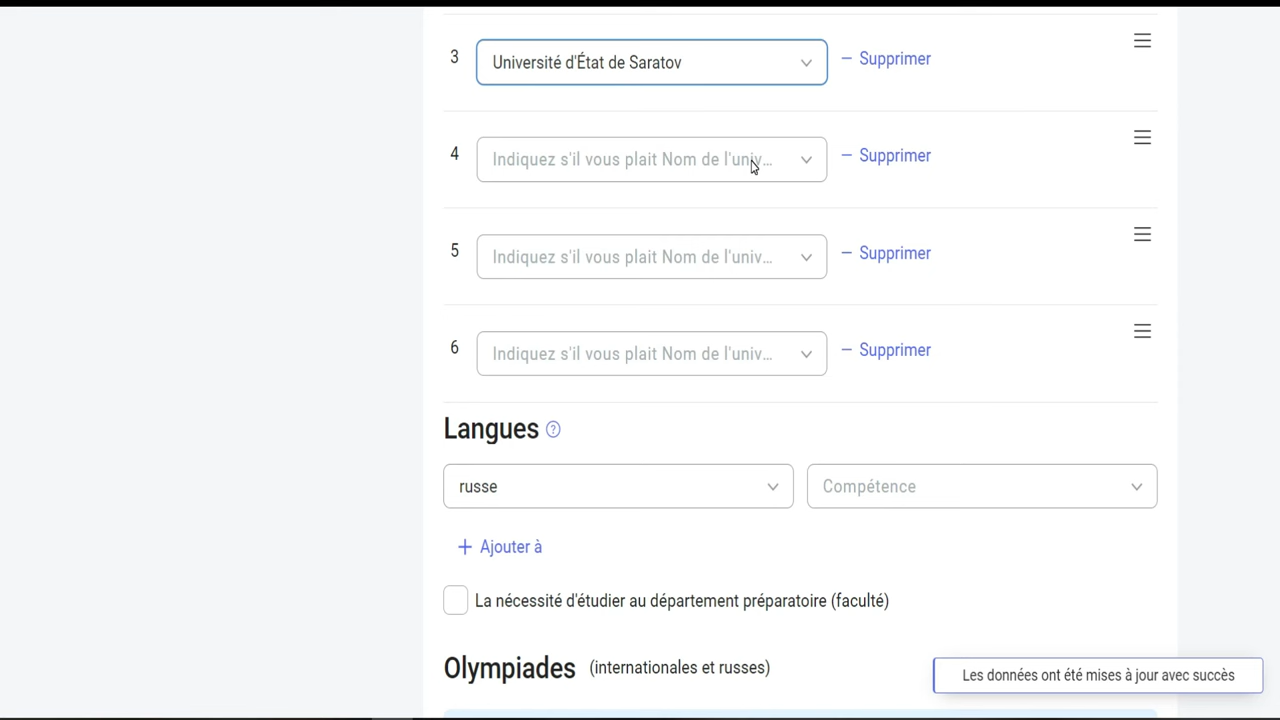 3 Université d'État de Saratov — Supprimer
4 Indiquez s'il vous plait Nom de l'univ... — Supprimer
5 Indiquez s'il vous plait Nom de l'univ... — Supprimer
6 Indiquez s'il vous plait Nom de l'univ... — Supprimer
Langues ?
russe Compétence
+ Ajouter à
La nécessité d'étudier au département préparatoire (faculté)
Olympiades (internationales et russes)
Les données ont été mises à jour avec succès